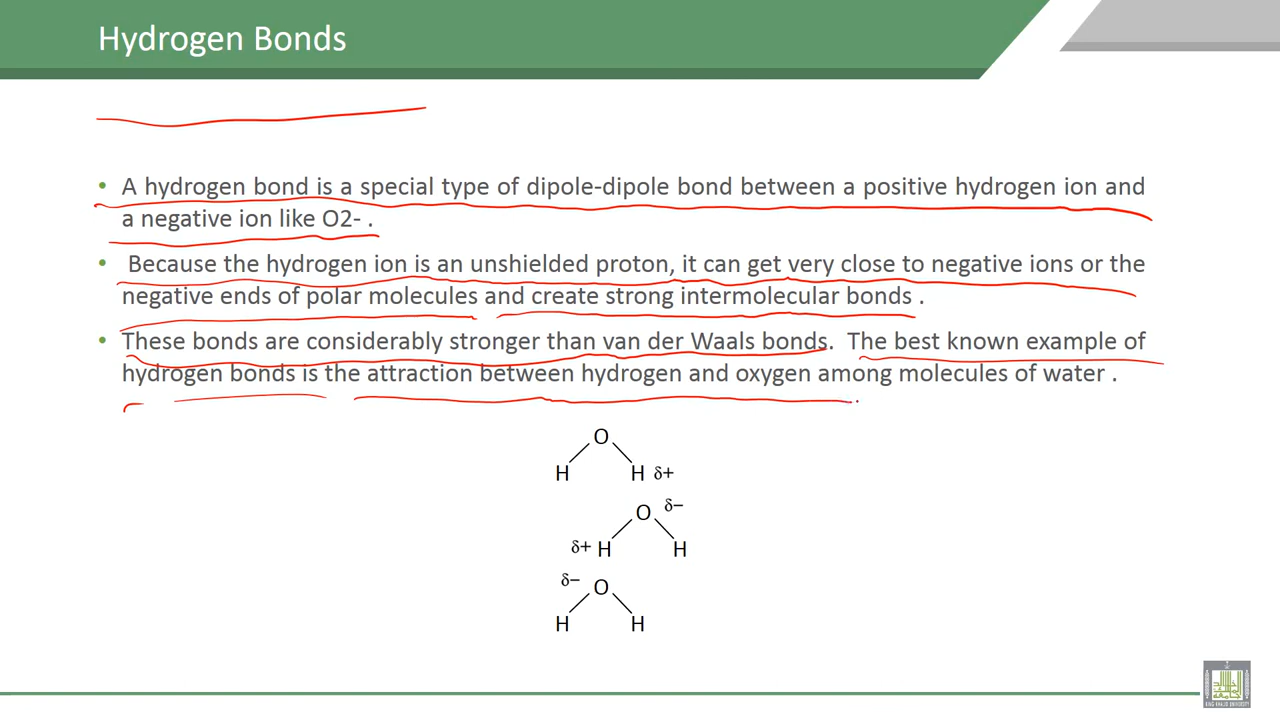 Hydrogen Bonds
• A hydrogen bond is a special type of dipole-dipole bond between a positive hydrogen ion and
a negative ion like O2- .
• Because the hydrogen ion is an unshielded proton, it can get very close to negative ions or the
negative ends of polar molecules and create strong intermolecular bonds .
• These bonds are considerably stronger than van der Waals bonds. The best known example of
hydrogen bonds is the attraction between hydrogen and oxygen among molecules of water .
O
H H δ+
O δ−
δ+ H H
δ− O
H H
KING KHALID UNIVERSITY